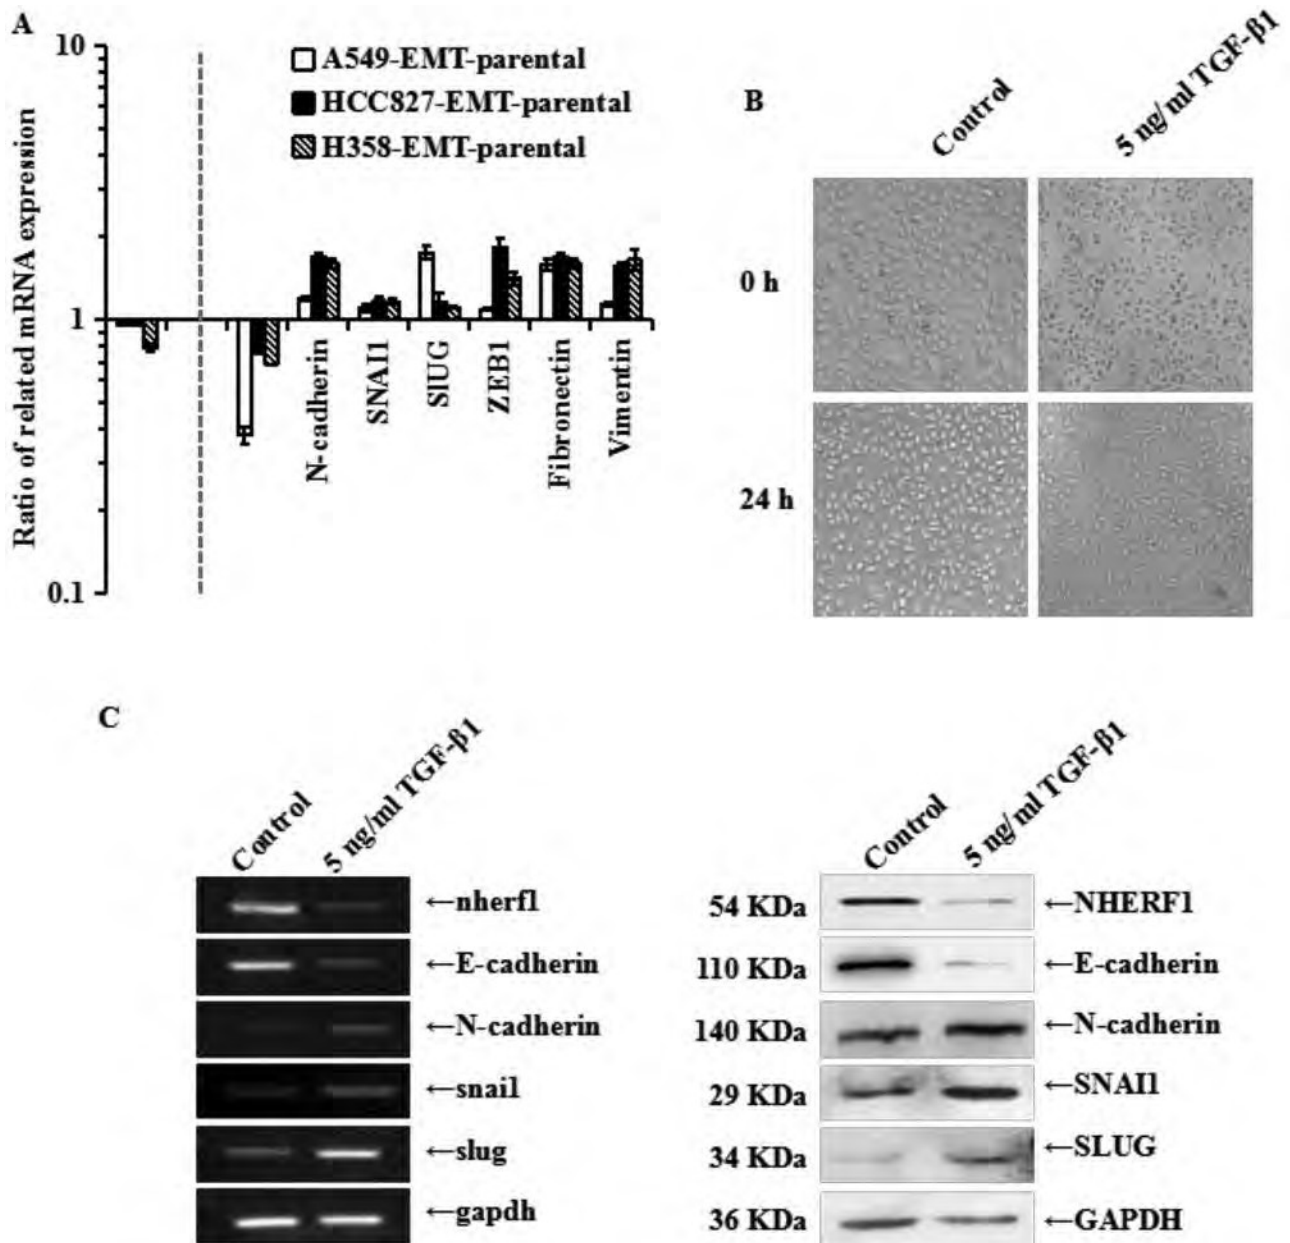 A
10
A549-EMT-parental
HCC827-EMT-parental
H358-EMT-parental
Ratio of related mRNA expression
1
N-cadherin
SNAI1
SlUG
ZEB1
Fibronectin
Vimentin
0.1
B
Control
5 ng/ml TGF-β1
0 h
24 h
C
Control
5 ng/ml TGF-β1
←nherf1
←E-cadherin
←N-cadherin
←snail
←slug
←gapdh
Control
5 ng/ml TGF-β1
54 KDa ←NHERF1
110 KDa ←E-cadherin
140 KDa ←N-cadherin
29 KDa ←SNAI1
34 KDa ←SLUG
36 KDa ←GAPDH